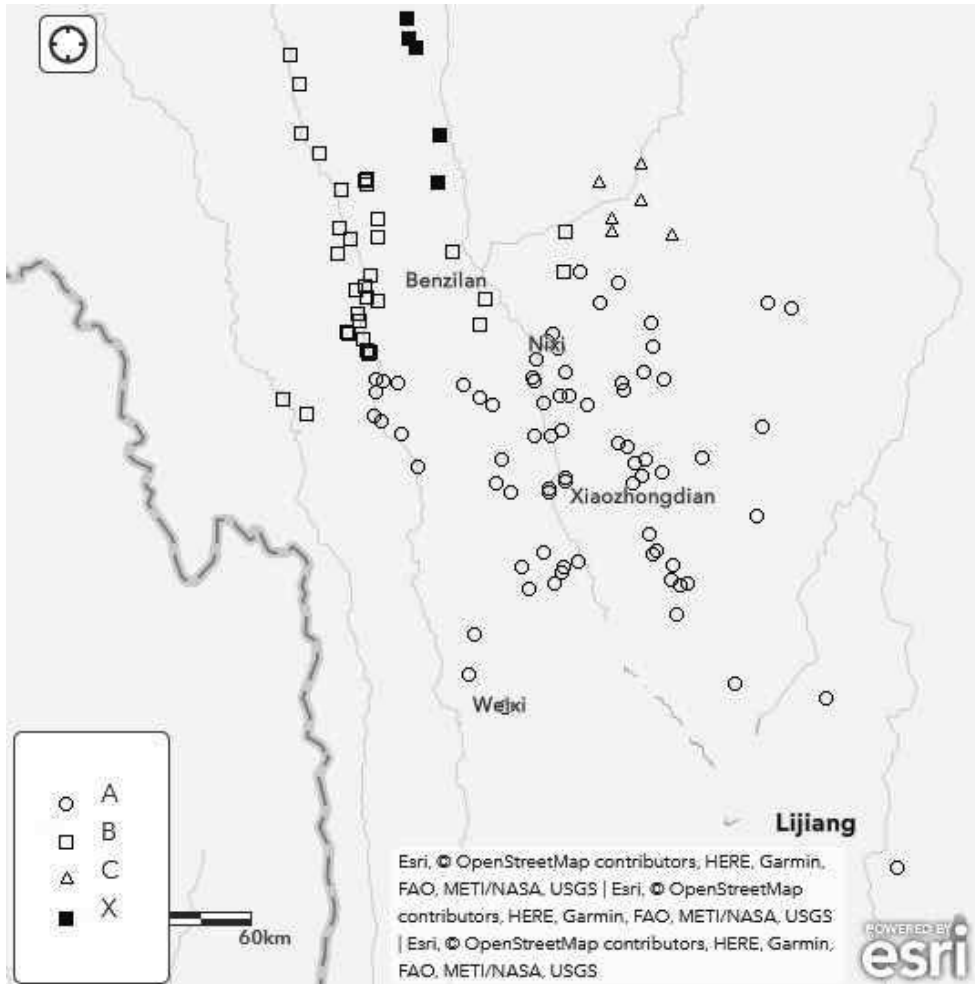 Benzilan
Nixi
Xiaozhongdian
Weixi
Lijiang
A
B
C
X
60km
Esri, © OpenStreetMap contributors, HERE, Garmin,
FAO, METI/NASA, USGS | Esri, © OpenStreetMap
contributors, HERE, Garmin, FAO, METI/NASA, USGS
| Esri, © OpenStreetMap contributors, HERE, Garmin,
FAO, METI/NASA, USGS
POWERED BY
esri